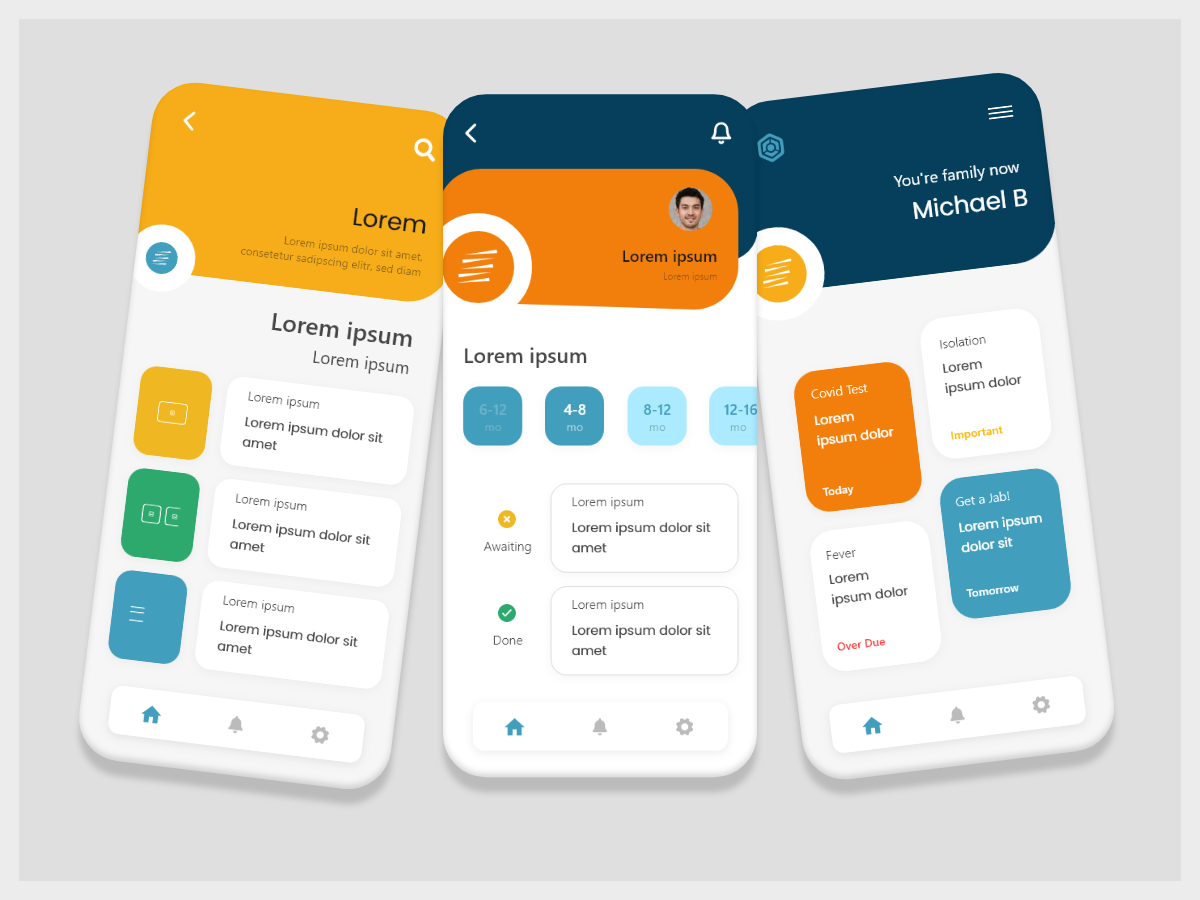 Lorem
Lorem ipsum dolor sit amet,
consetetur sadipscing elitr, sed diam
Lorem ipsum
Lorem ipsum
Lorem ipsum
Lorem ipsum dolor sit
amet
Lorem ipsum
Lorem ipsum dolor sit
amet
Lorem ipsum
Lorem ipsum dolor sit
amet
Lorem ipsum
Lorem ipsum
Lorem ipsum
6-12
mo
4-8
mo
8-12
mo
12-16
mo
Awaiting
Lorem ipsum
Lorem ipsum dolor sit
amet
Done
Lorem ipsum
Lorem ipsum dolor sit
amet
You're family now
Michael B
Covid Test
Lorem
ipsum dolor
Today
Isolation
Lorem
ipsum dolor
Important
Fever
Lorem
ipsum dolor
Over Due
Get a Jab!
Lorem ipsum
dolor sit
Tomorrow